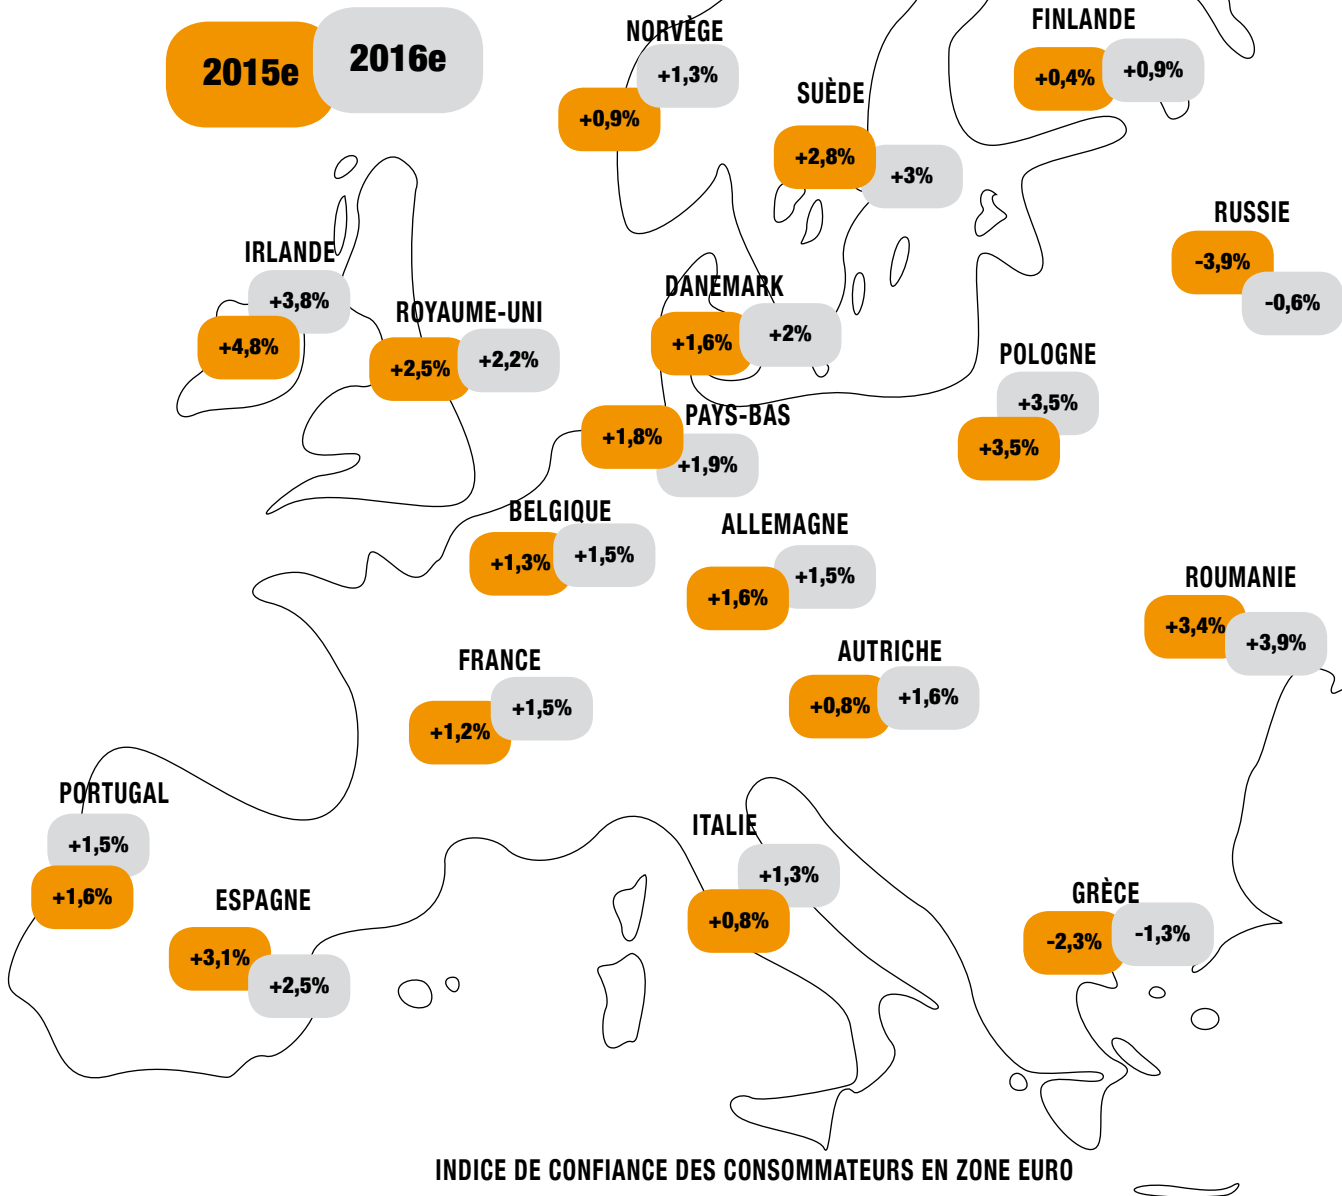 2015e
2016e
NORVÈGE
+1,3%
+0,9%
FINLANDE
+0,4%
+0,9%
SUÈDE
+2,8%
+3%
RUSSIE
-3,9%
-0,6%
IRLANDE
+3,8%
+4,8%
ROYAUME-UNI
+2,5%
+2,2%
DANEMARK
+1,6%
+2%
POLOGNE
+3,5%
+3,5%
PAYS-BAS
+1,8%
+1,9%
BELGIQUE
+1,3%
+1,5%
ALLEMAGNE
+1,5%
+1,6%
ROUMANIE
+3,4%
+3,9%
FRANCE
+1,5%
+1,2%
AUTRICHE
+0,8%
+1,6%
PORTUGAL
+1,5%
+1,6%
ESPAGNE
+3,1%
+2,5%
ITALIE
+1,3%
+0,8%
GRÈCE
-2,3%
-1,3%
INDICE DE CONFIANCE DES CONSOMMATEURS EN ZONE EURO